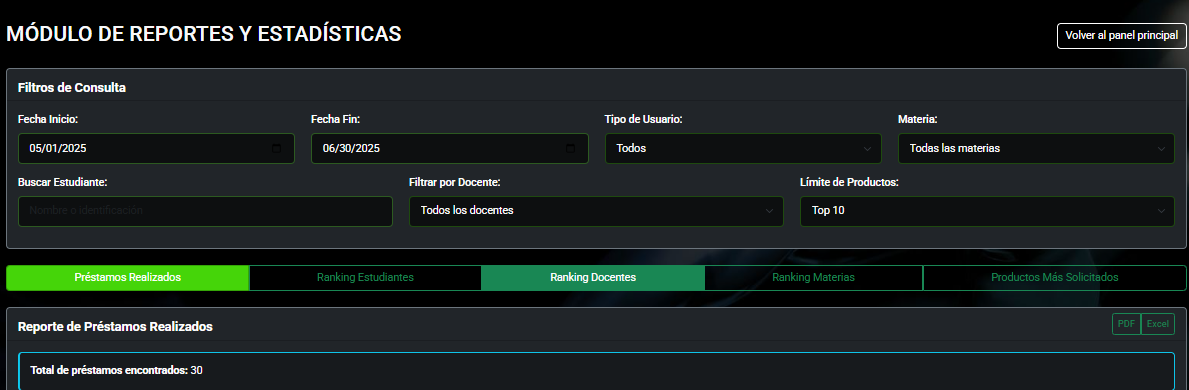 MÓDULO DE REPORTES Y ESTADÍSTICAS
Volver al panel principal
Filtros de Consulta
Fecha Inicio: Fecha Fin: Tipo de Usuario: Materia:
05/01/2025 06/30/2025 Todos Todas las materias
Buscar Estudiante: Filtrar por Docente: Límite de Productos:
Nombre o identificación Todos los docentes Top 10
Préstamos Realizados Ranking Estudiantes Ranking Docentes Ranking Materias Productos Más Solicitados
Reporte de Préstamos Realizados PDF Excel
Total de préstamos encontrados: 30